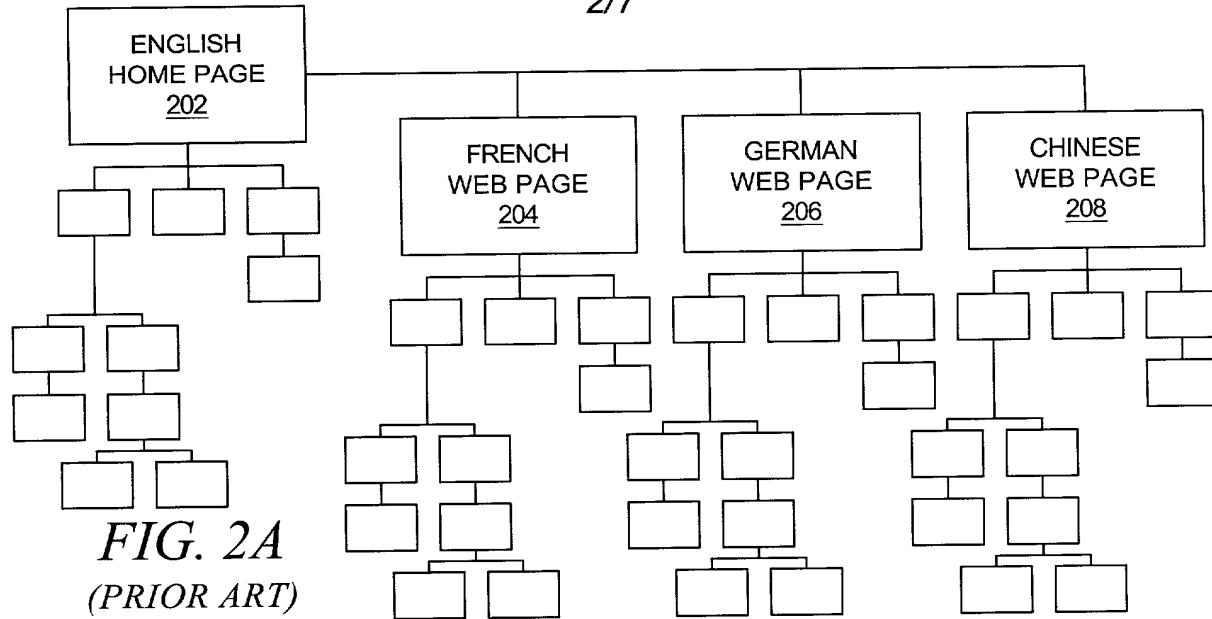 2/7
ENGLISH
HOME PAGE
202
FRENCH
WEB PAGE
204
GERMAN
WEB PAGE
206
CHINESE
WEB PAGE
208
FIG. 2A
(PRIOR ART)